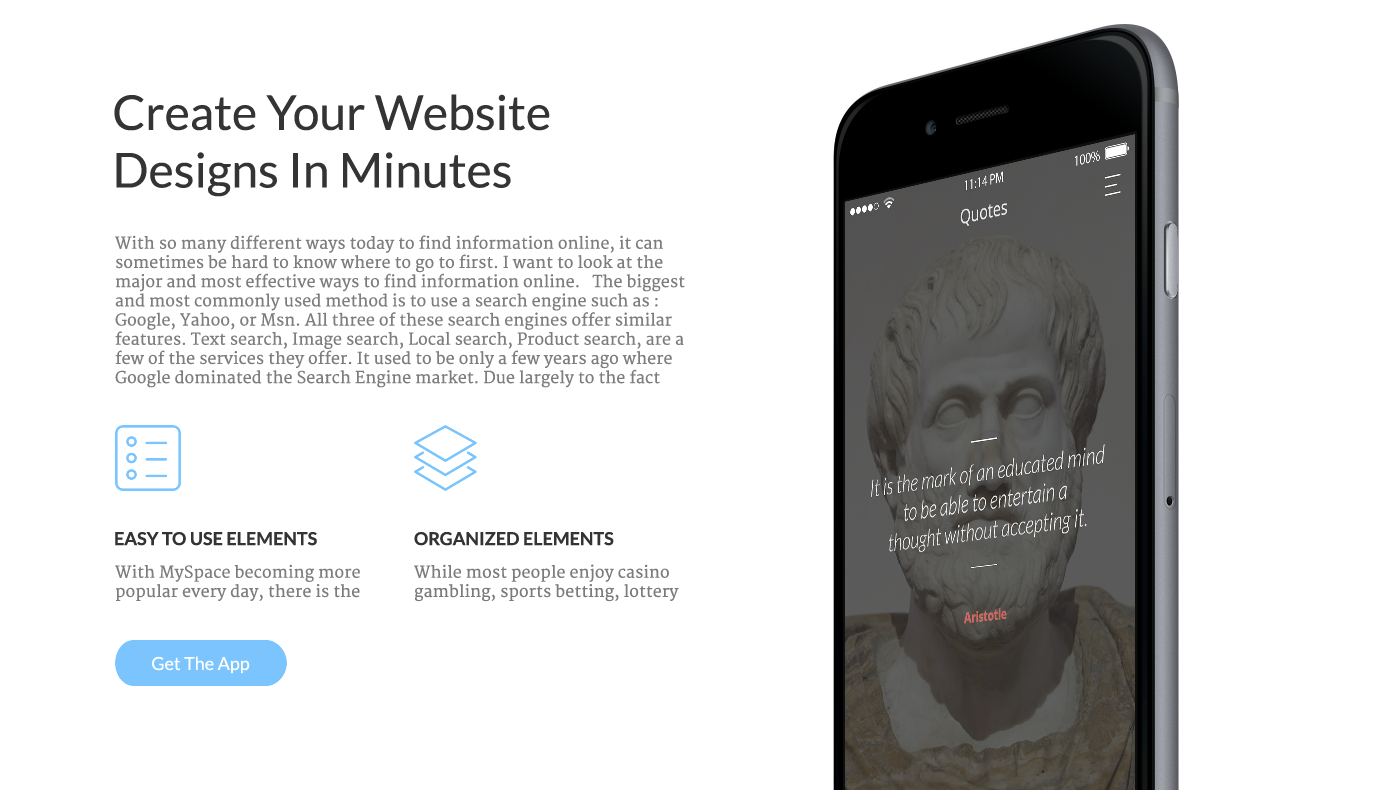 Create Your Website
Designs In Minutes
With so many different ways today to find information online, it can
sometimes be hard to know where to go to first. I want to look at the
major and most effective ways to find information online.   The biggest
and most commonly used method is to use a search engine such as :
Google, Yahoo, or Msn. All three of these search engines offer similar
features. Text search, Image search, Local search, Product search, are a
few of the services they offer. It used to be only a few years ago where
Google dominated the Search Engine market. Due largely to the fact
EASY TO USE ELEMENTS
With MySpace becoming more
popular every day, there is the
ORGANIZED ELEMENTS
While most people enjoy casino
gambling, sports betting, lottery
Get The App
11:14 PM
100%
Quotes
It is the mark of an educated mind
to be able to entertain a
thought without accepting it.
Aristotle